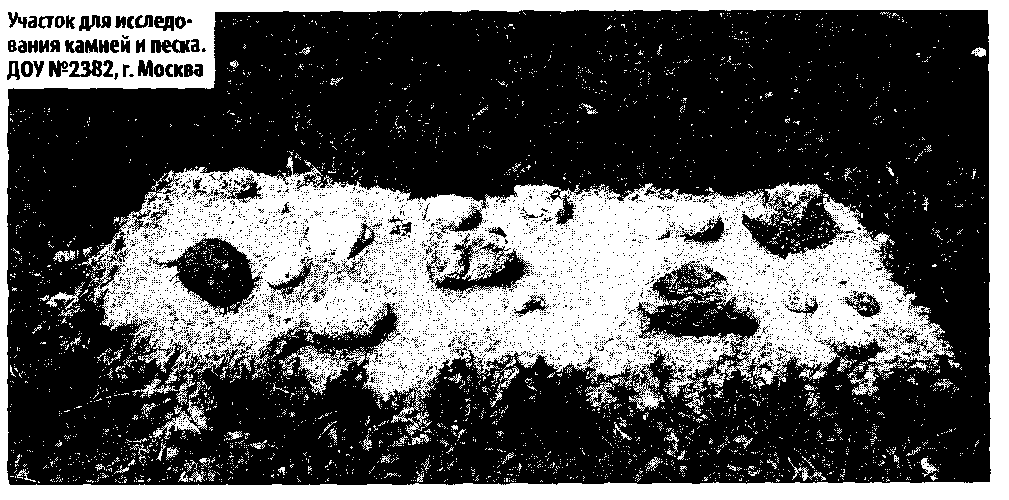 Участок для исследо-
вания камней и песка.
ДОУ №2382, г. Москва